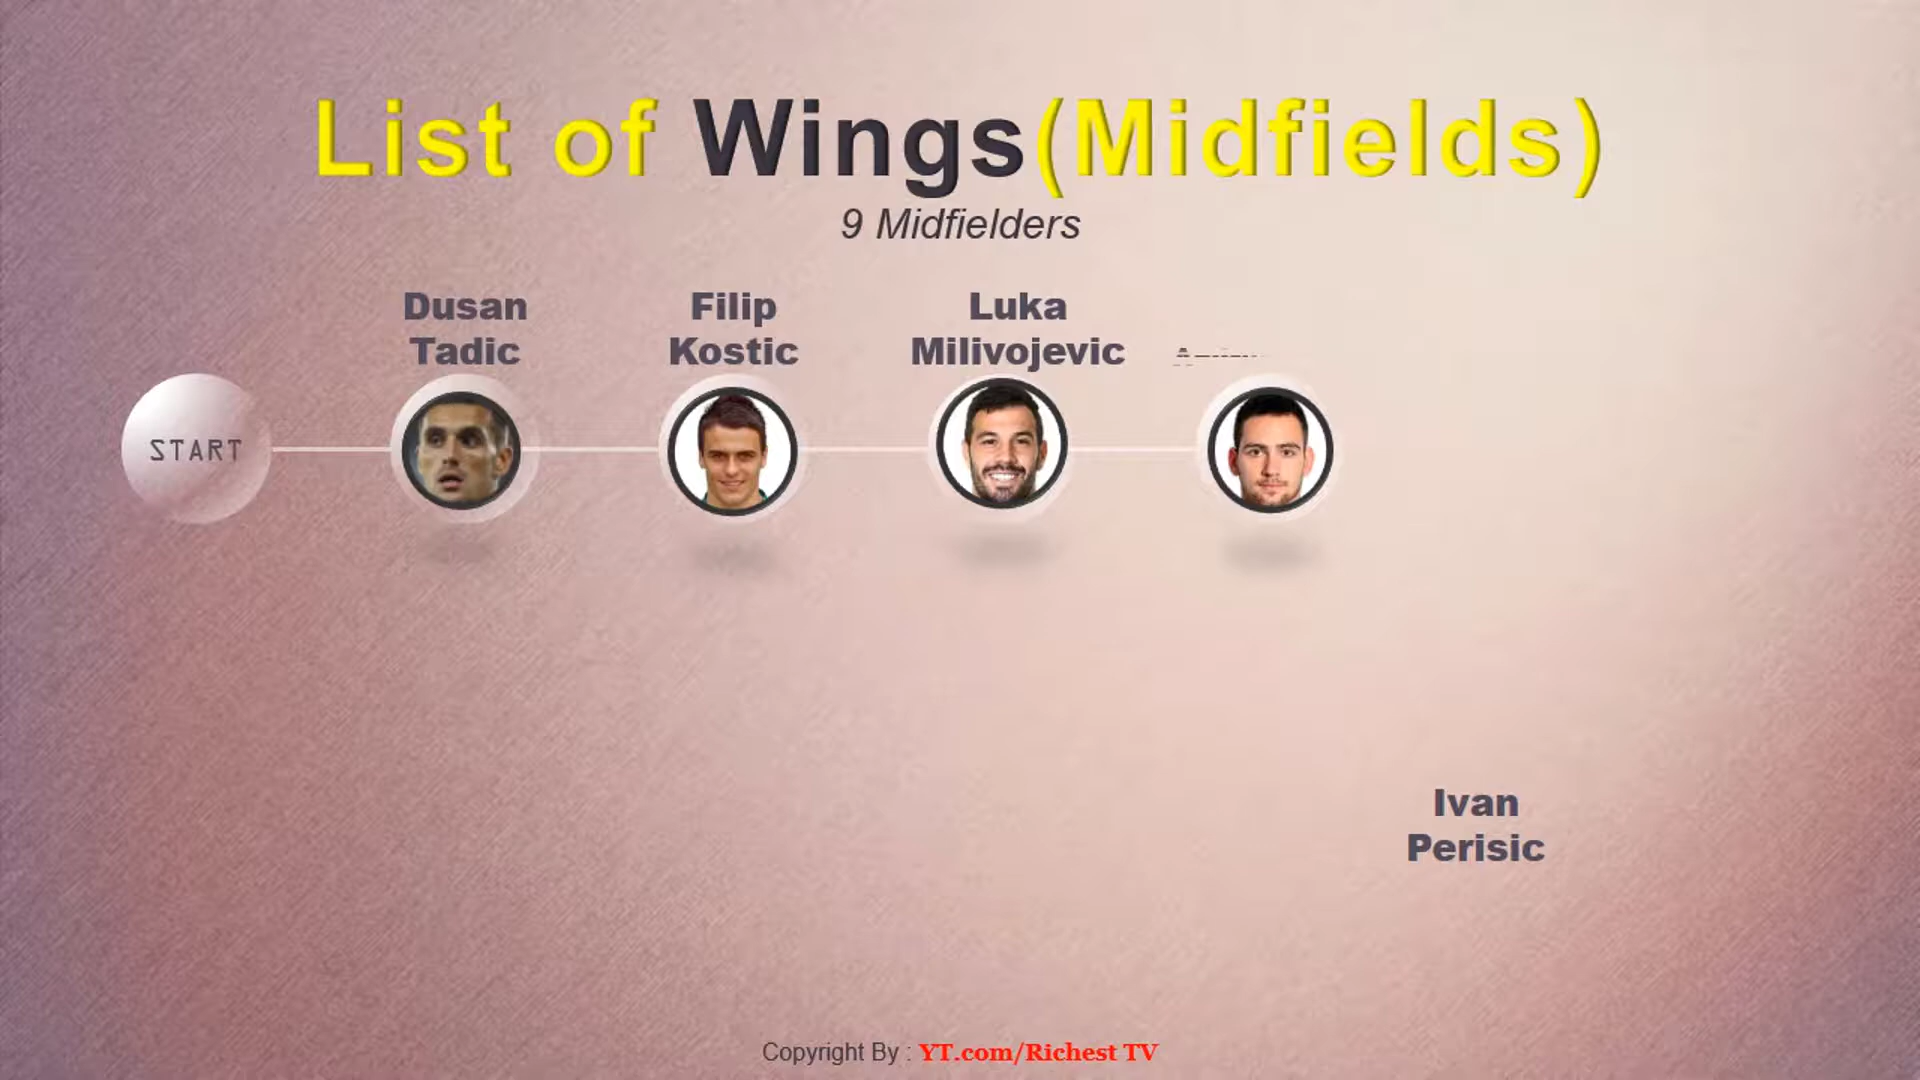 List of Wings(Midfields)
9 Midfielders
Dusan
Tadic
Filip
Kostic
Luka
Milivojevic
START
Ivan
Perisic
Copyright By : YT.com/Richest TV